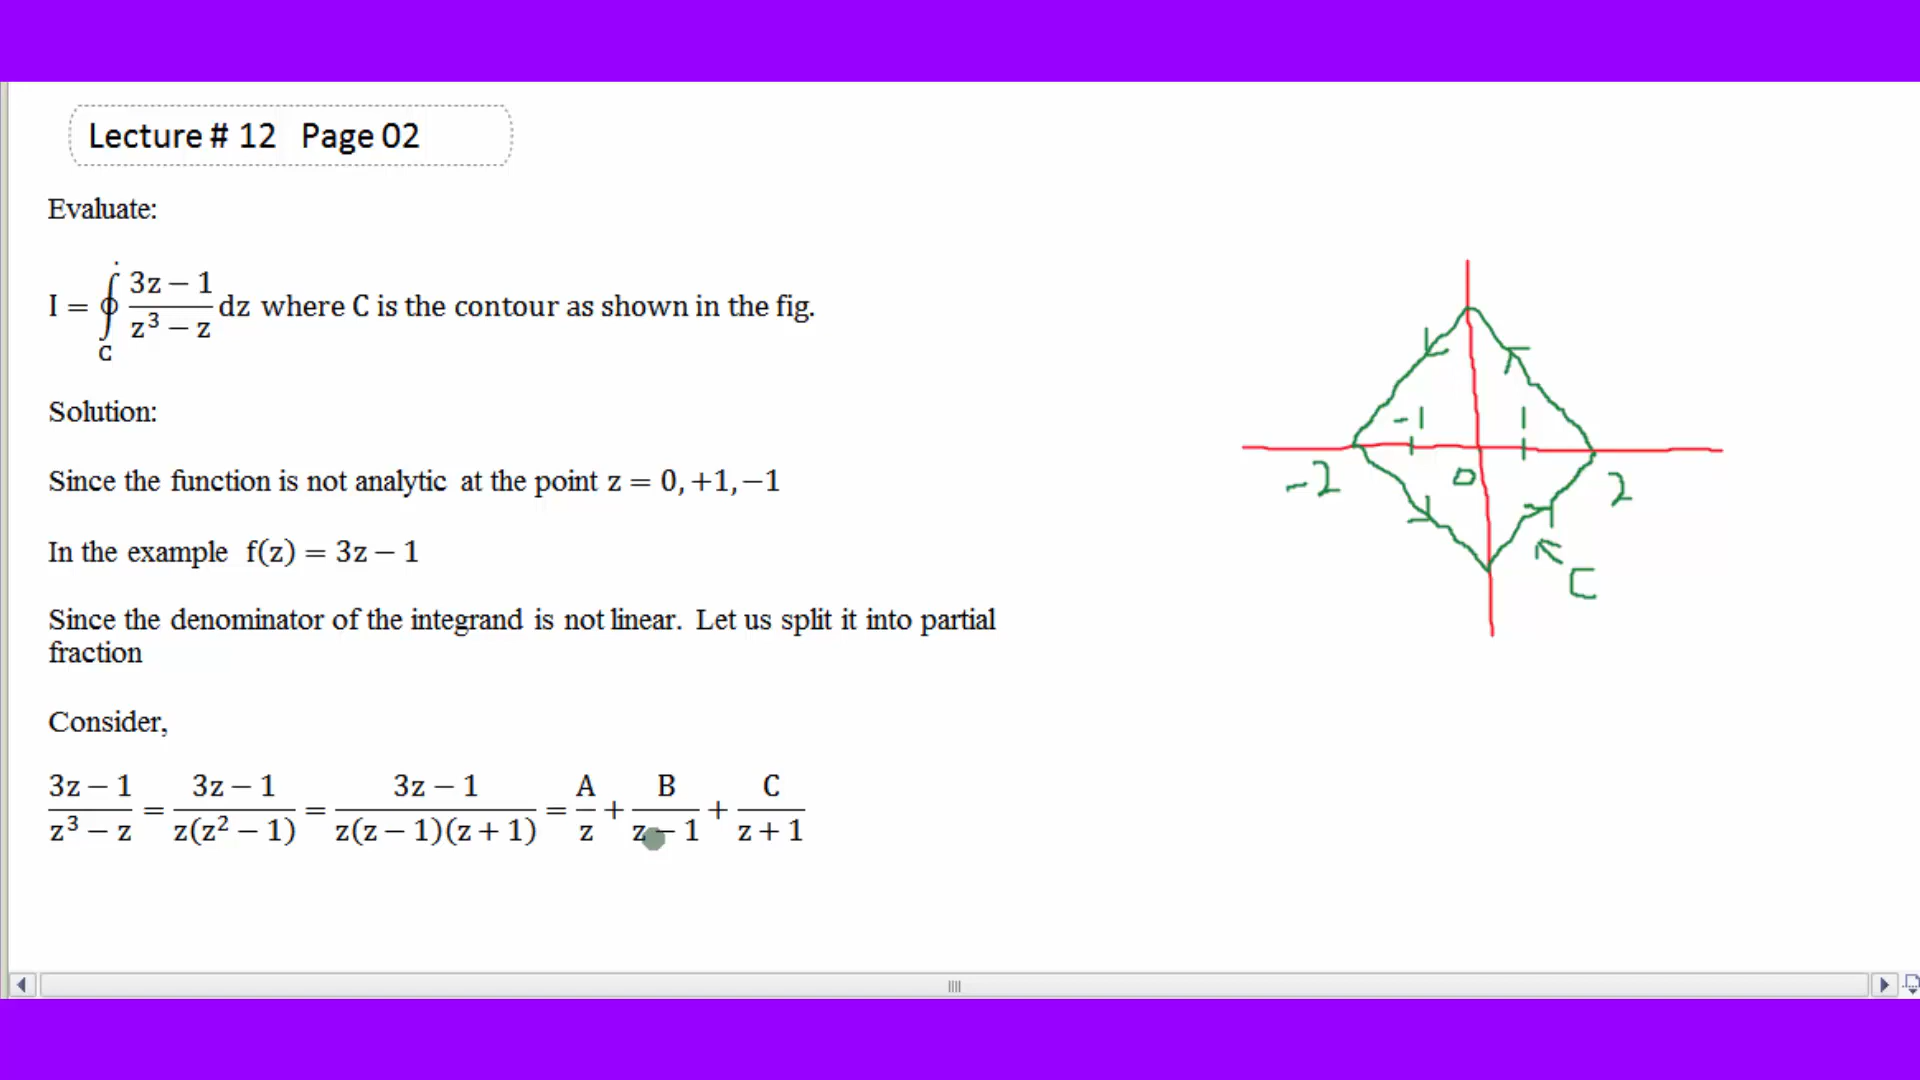 Lecture # 12 Page 02
Evaluate:
I = ∮_C (3z − 1)/(z³ − z) dz where C is the contour as shown in the fig.
Solution:
Since the function is not analytic at the point z = 0, +1, −1
In the example f(z) = 3z − 1
Since the denominator of the integrand is not linear. Let us split it into partial
fraction
Consider,
(3z − 1)/(z³ − z) = (3z − 1)/(z(z² − 1)) = (3z − 1)/(z(z − 1)(z + 1)) = A/z + B/(z − 1) + C/(z + 1)
-1 1
-2 0 2
C